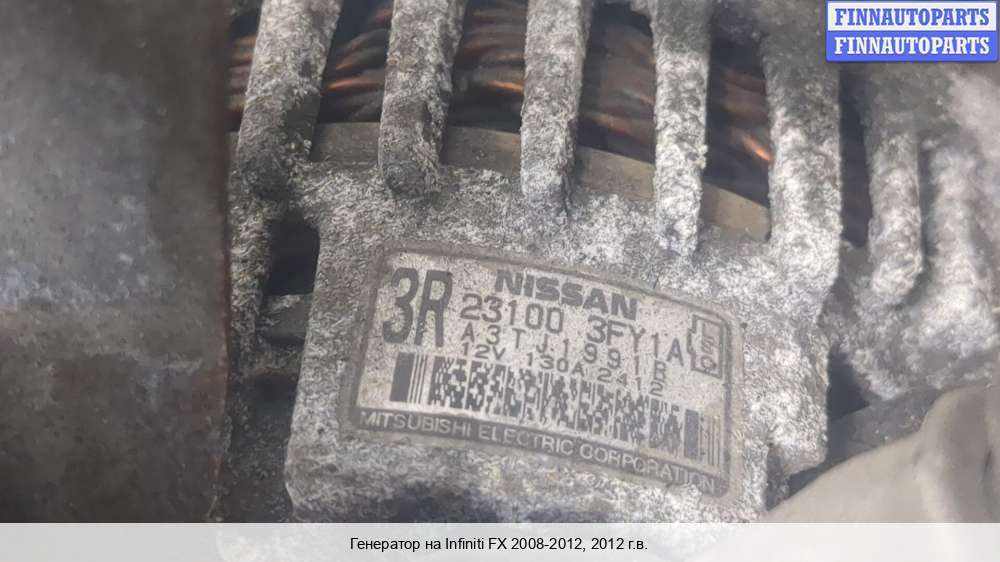 FINNAUTOPARTS
FINNAUTOPARTS
NISSAN
3R
23100 3FY1A
A3TJ1991B
12V 130A 2412
MITSUBISHI ELECTRIC CORPORATION
Генератор на Infiniti FX 2008-2012, 2012 г.в.